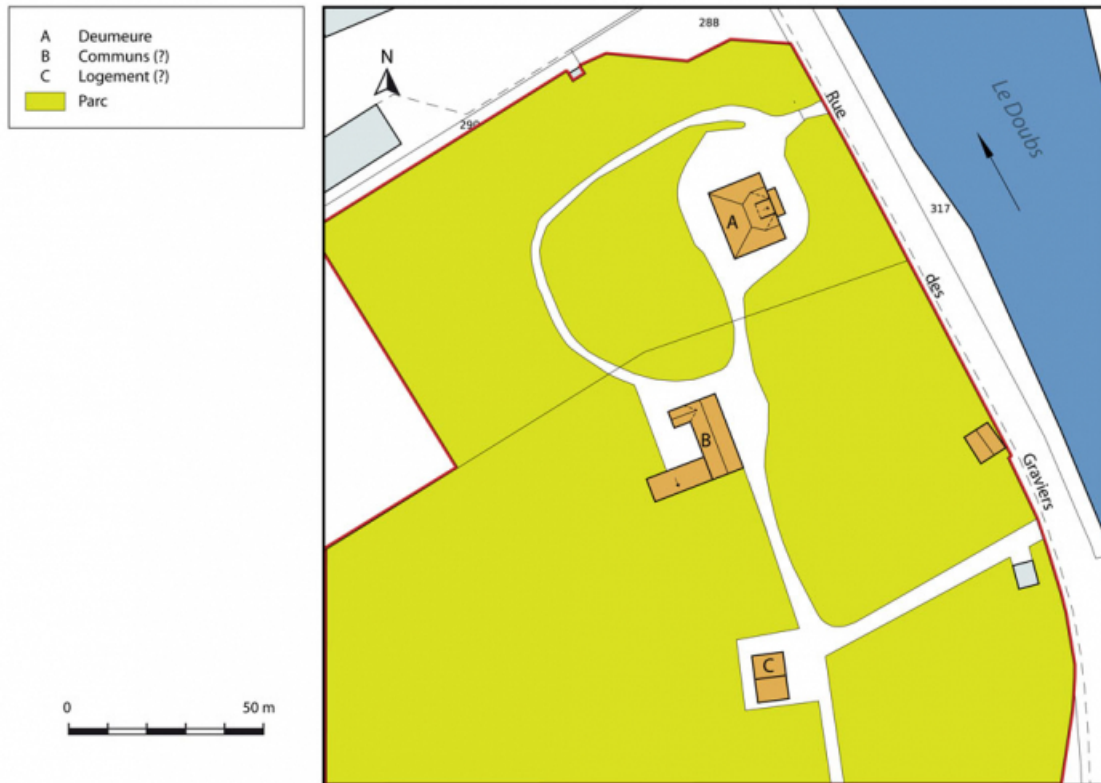 A Deumeure
B Communs (?)
C Logement (?)
Parc
N
288
290
Rue
Le Doubs
317
A
des
B
Graviers
C
0 50 m